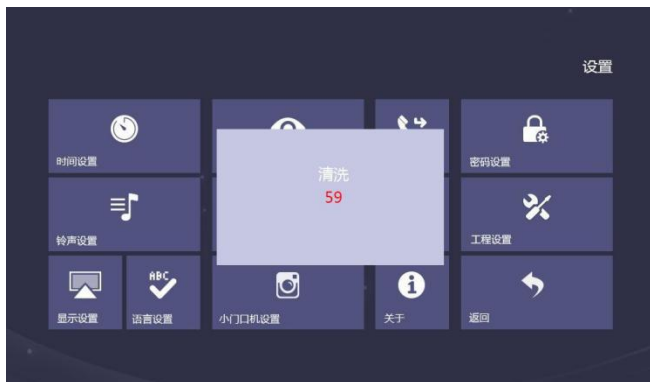 设置
时间设置
密码设置
清洗
59
铃声设置
工程设置
ABC
显示设置
语言设置
小门口机设置
关于
返回